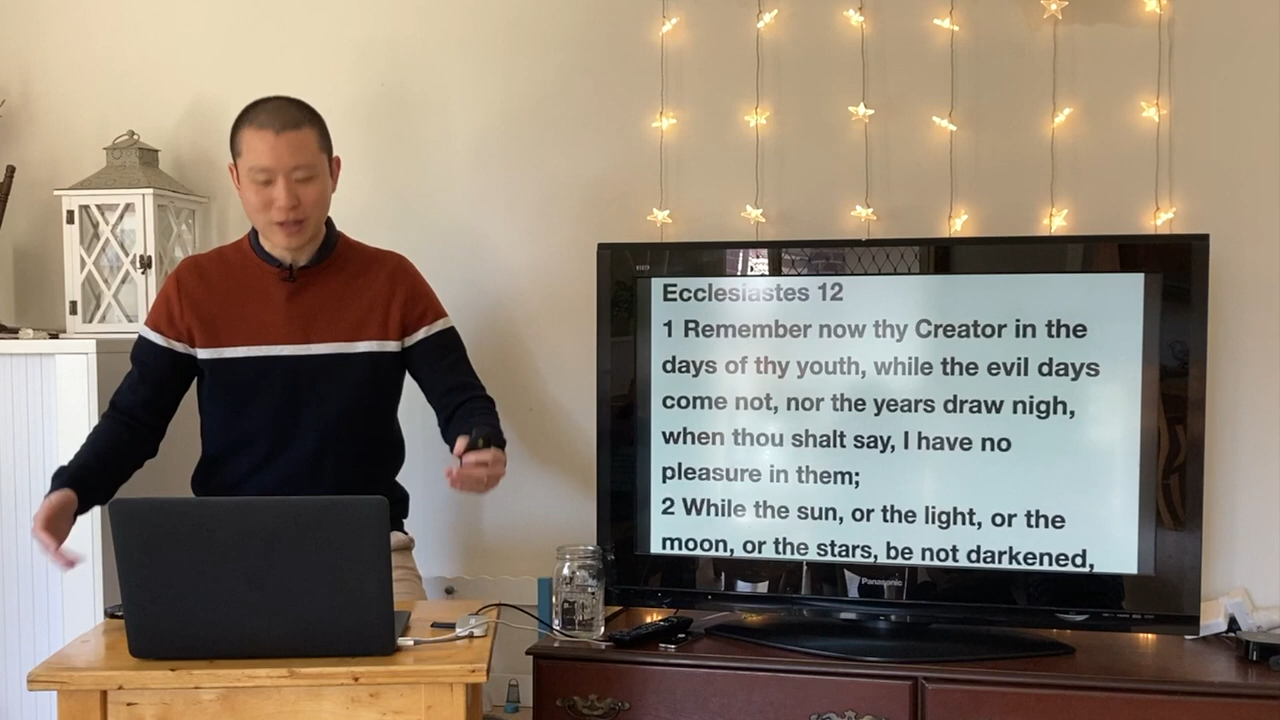 Ecclesiastes 12
1 Remember now thy Creator in the
days of thy youth, while the evil days
come not, nor the years draw nigh,
when thou shalt say, I have no
pleasure in them;
2 While the sun, or the light, or the
moon, or the stars, be not darkened,
Panasonic